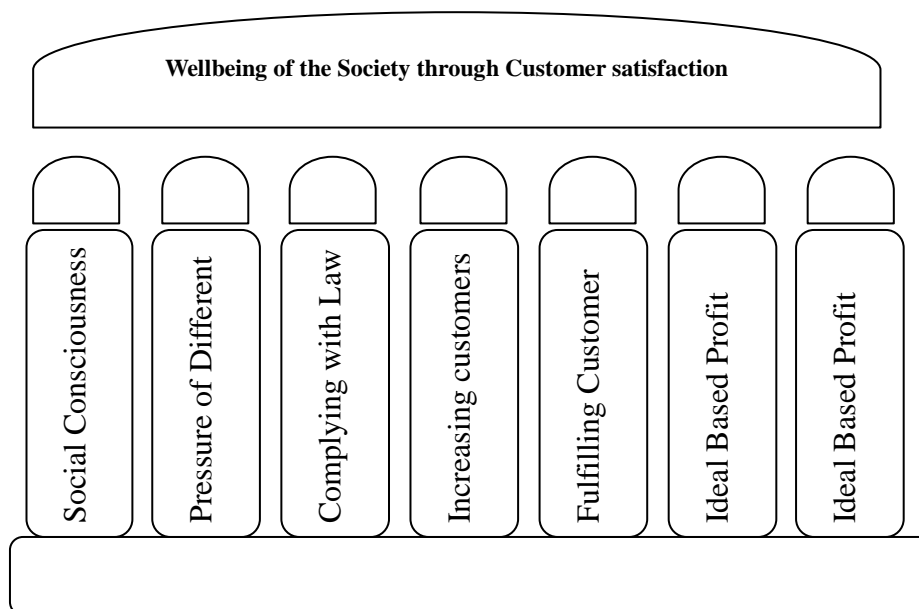 Wellbeing of the Society through Customer satisfaction
Social Consciousness
Pressure of Different
Complying with Law
Increasing customers
Fulfilling Customer
Ideal Based Profit
Ideal Based Profit